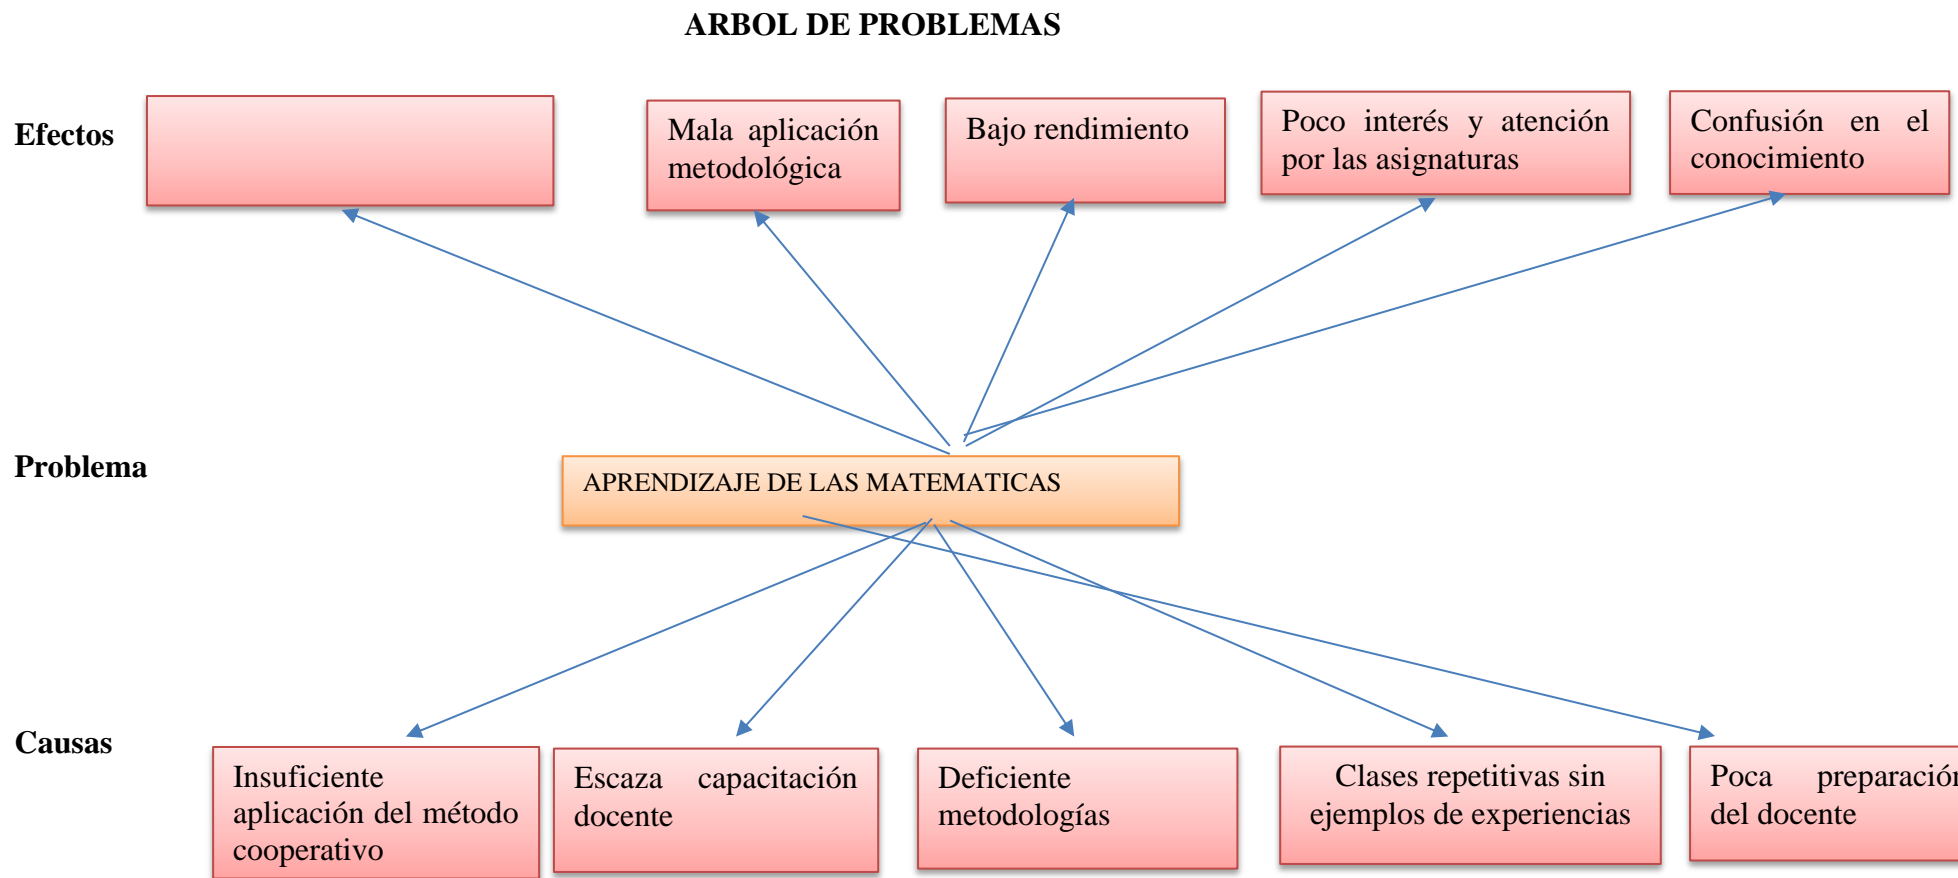 ARBOL DE PROBLEMAS
Efectos
Mala aplicación
metodológica
Bajo rendimiento
Poco interés y atención
por las asignaturas
Confusión en el
conocimiento
Problema
APRENDIZAJE DE LAS MATEMATICAS
Causas
Insuficiente
aplicación del método
cooperativo
Escaza capacitación
docente
Deficiente
metodologías
Clases repetitivas sin
ejemplos de experiencias
Poca preparación
del docente